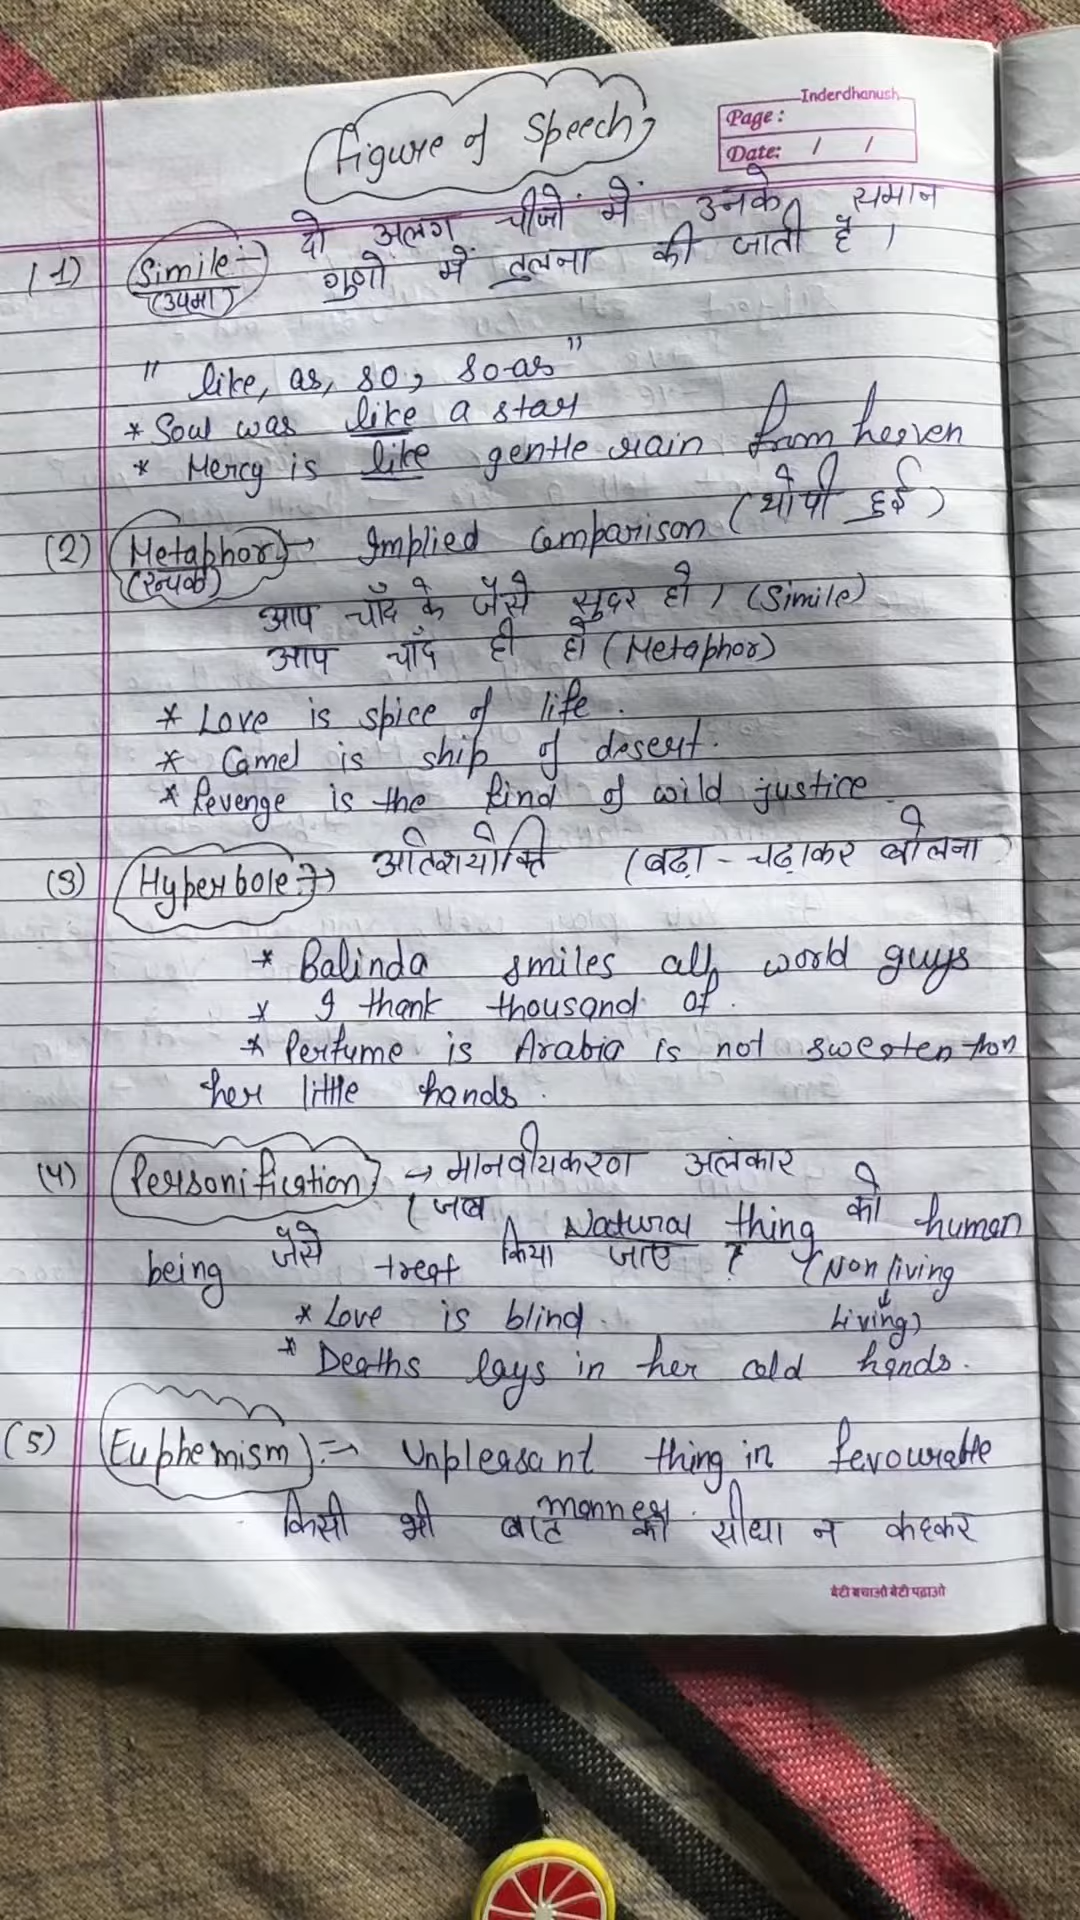 Figure of Speech
Inderdhanush
Page :
Date: / /
(1) Simile :- दो अलग चीजों में उनके समान
(उपमा) गुणो में तुलना की जाती है ।
" like, as, so, so-as "
* Soul was like a star
* Mercy is like gentle rain from heaven
(2) Metaphor → Implied Comparison (थोपी हुई)
(रूपक)
आप चाँद के जैसे सुदर हो । (Simile)
आप चाँद ही हो (Metaphor)
* Love is spice of life .
* Camel is ship of desert.
* Revenge is the kind of wild justice
(3) Hyperbole :→ अतिशयोक्ति (बढ़ा - चढ़ाकर बोलना
* Balinda smiles all world guys
* I thank thousand of .
* Perfume is Arabia is not sweeten than
her little hands .
(4) Personification → मानवीयकरण अलंकार
( जब Natural thing को human
being जैसे treat किया जाए ? (Non living
↓
* Love is blind . Living)
* Deaths lays in her cold hands .
(5) Euphemism :→ Unpleasant thing in favourable
manner .
किसी भी बात को सीधा न कहकर
बेटी बचाओ बेटी पढ़ाओ